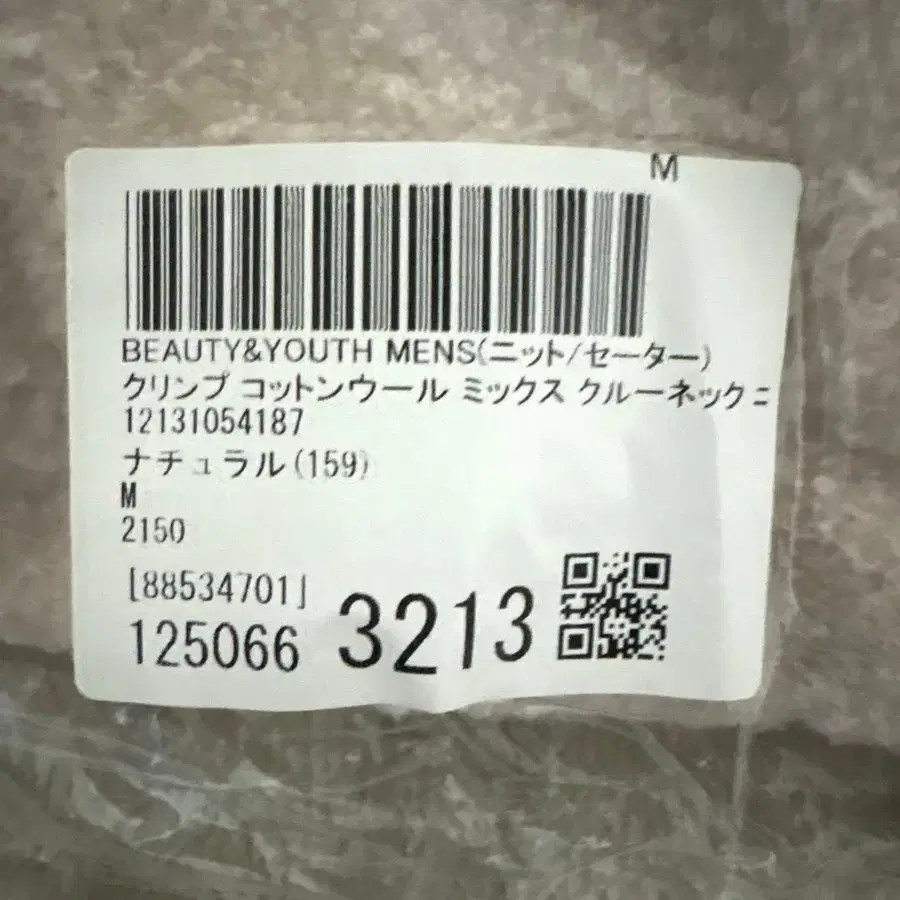 M
BEAUTY&YOUTH MENS(ニット/セーター)
クリンプ コットンウール ミックス クルーネック ニ
12131054187
ナチュラル(159)
M
2150
[88534701]
125066 3213